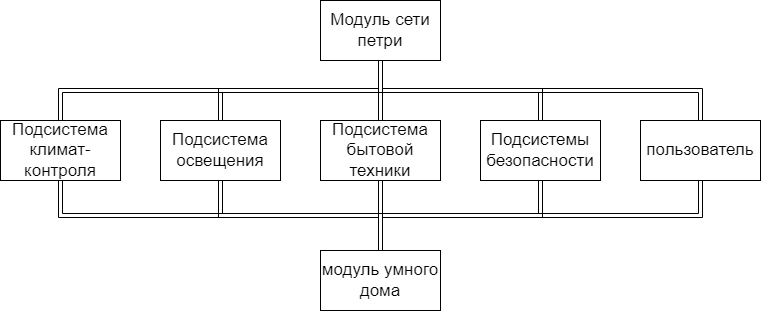 Модуль сети
петри
Подсистема
климат-
контроля
Подсистема
освещения
Подсистема
бытовой
техники
Подсистемы
безопасности
пользователь
модуль умного
дома